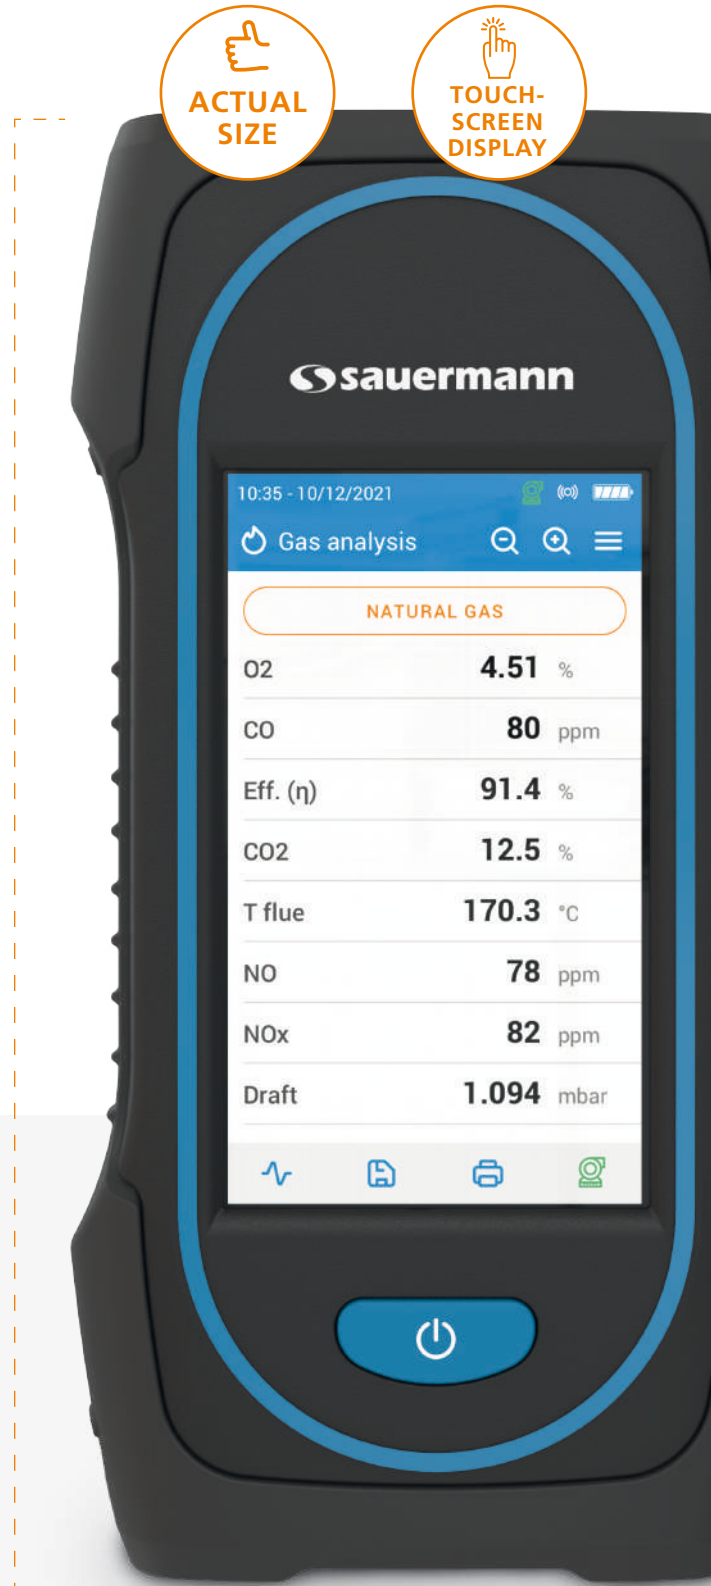 ACTUAL
SIZE
TOUCH-
SCREEN
DISPLAY
sauermann
10:35 - 10/12/2021
Gas analysis
NATURAL GAS
O2 4.51 %
CO 80 ppm
Eff. (η) 91.4 %
CO2 12.5 %
T flue 170.3 °C
NO 78 ppm
NOx 82 ppm
Draft 1.094 mbar